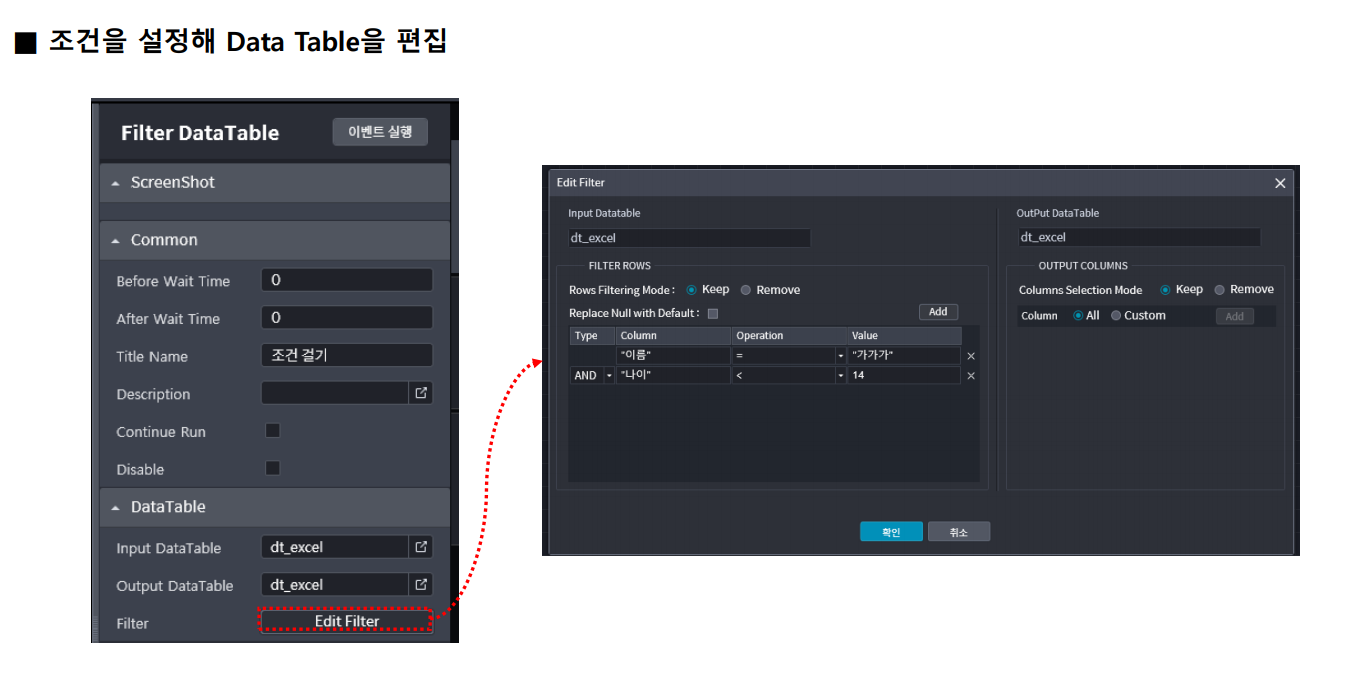 ■ 조건을 설정해 Data Table을 편집
Filter DataTable 이벤트 실행
ScreenShot
Common
Before Wait Time 0
After Wait Time 0
Title Name 조건 걸기
Description
Continue Run
Disable
DataTable
Input DataTable dt_excel
Output DataTable dt_excel
Filter Edit Filter
Edit Filter
Input Datatable
dt_excel
FILTER ROWS
Rows Filtering Mode : Keep Remove
Replace Null with Default : Add
Type Column Operation Value
"이름" = "가가가"
AND "나이" < 14
OutPut DataTable
dt_excel
OUTPUT COLUMNS
Columns Selection Mode Keep Remove
Column All Custom Add
확인 취소